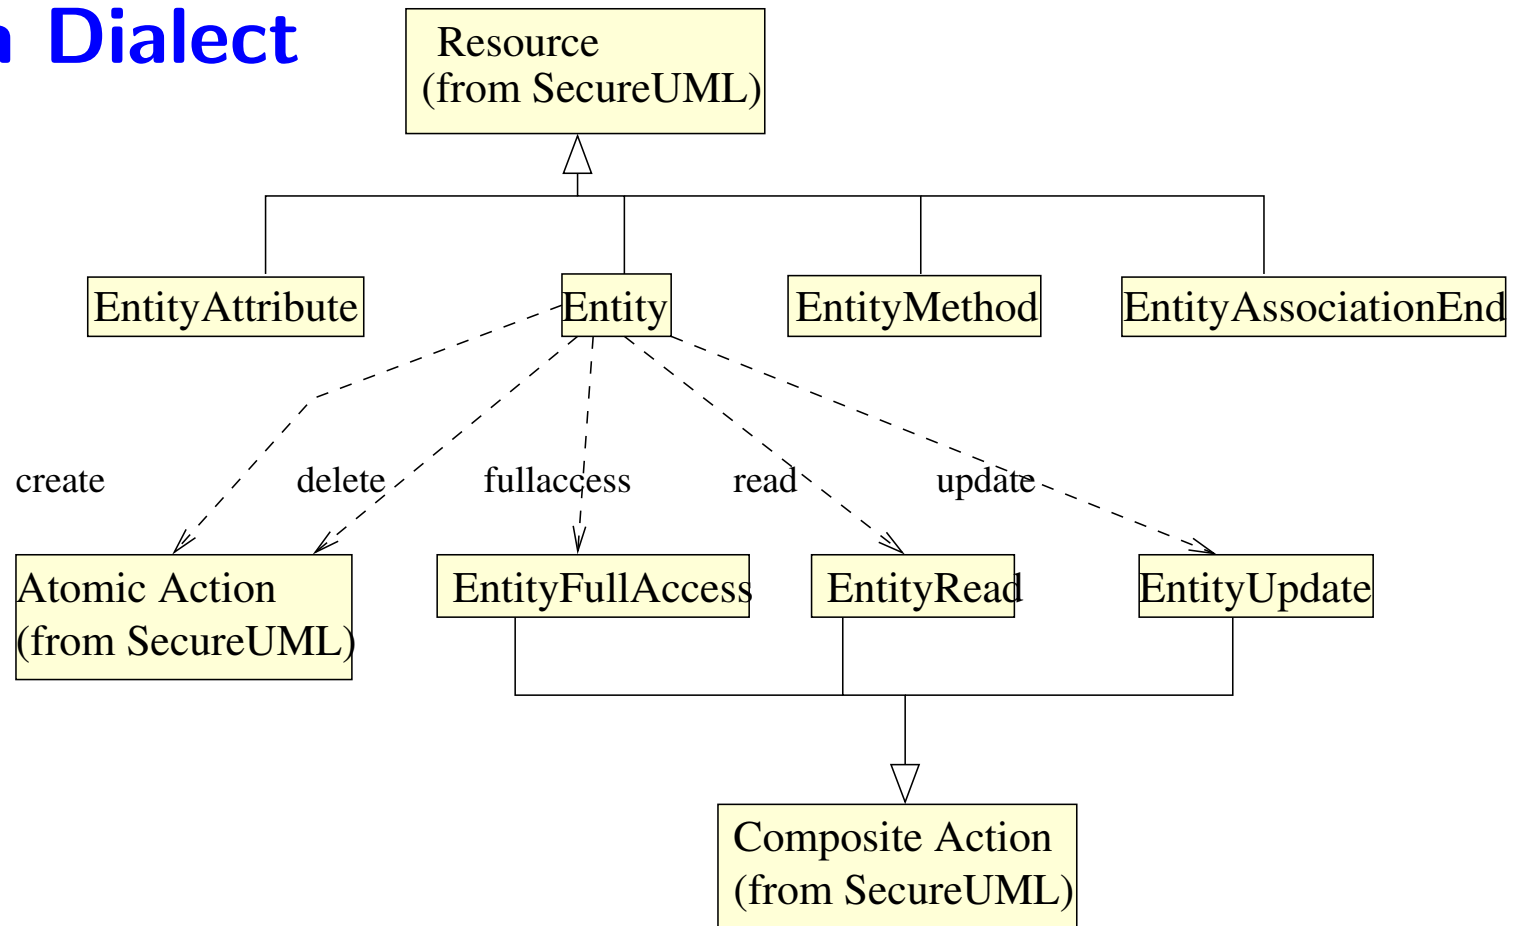 Dialect
Resource
(from SecureUML)
EntityAttribute
Entity
EntityMethod
EntityAssociationEnd
create
delete
fullaccess
read
update
Atomic Action
(from SecureUML)
EntityFullAccess
EntityRead
EntityUpdate
Composite Action
(from SecureUML)